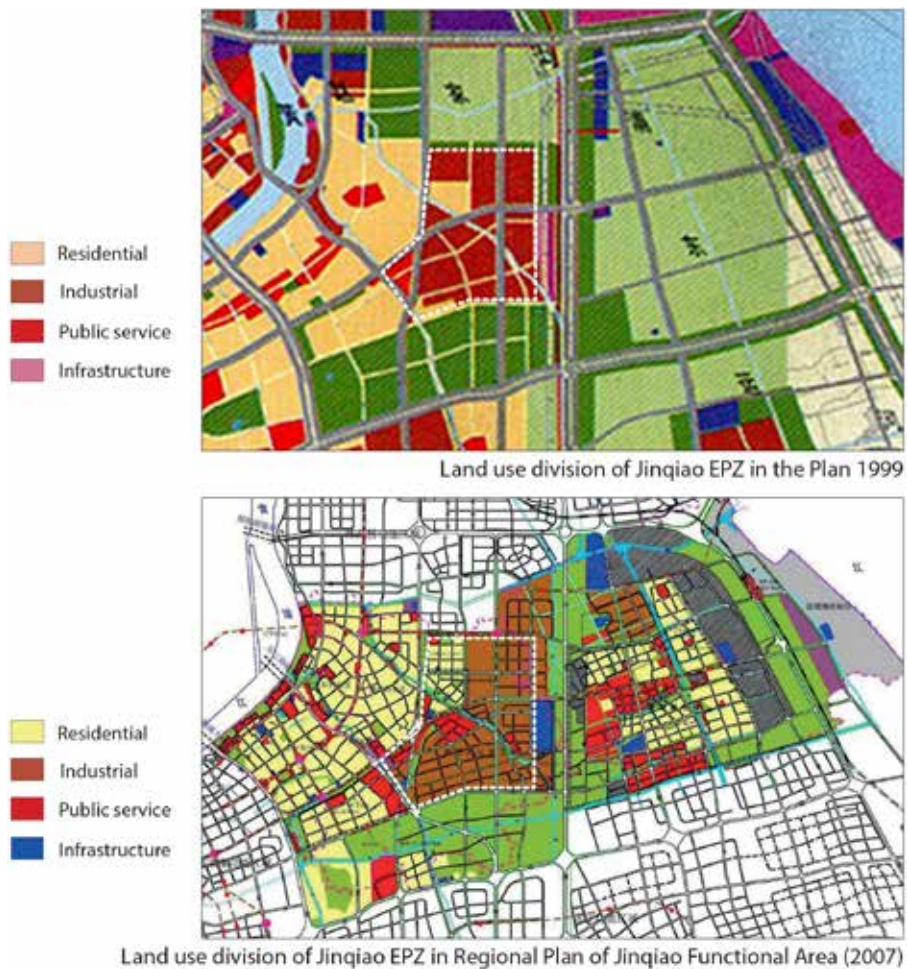 Residential
Industrial
Public service
Infrastructure
Land use division of Jinqiao EPZ in the Plan 1999
Residential
Industrial
Public service
Infrastructure
Land use division of Jinqiao EPZ in Regional Plan of Jinqiao Functional Area (2007)